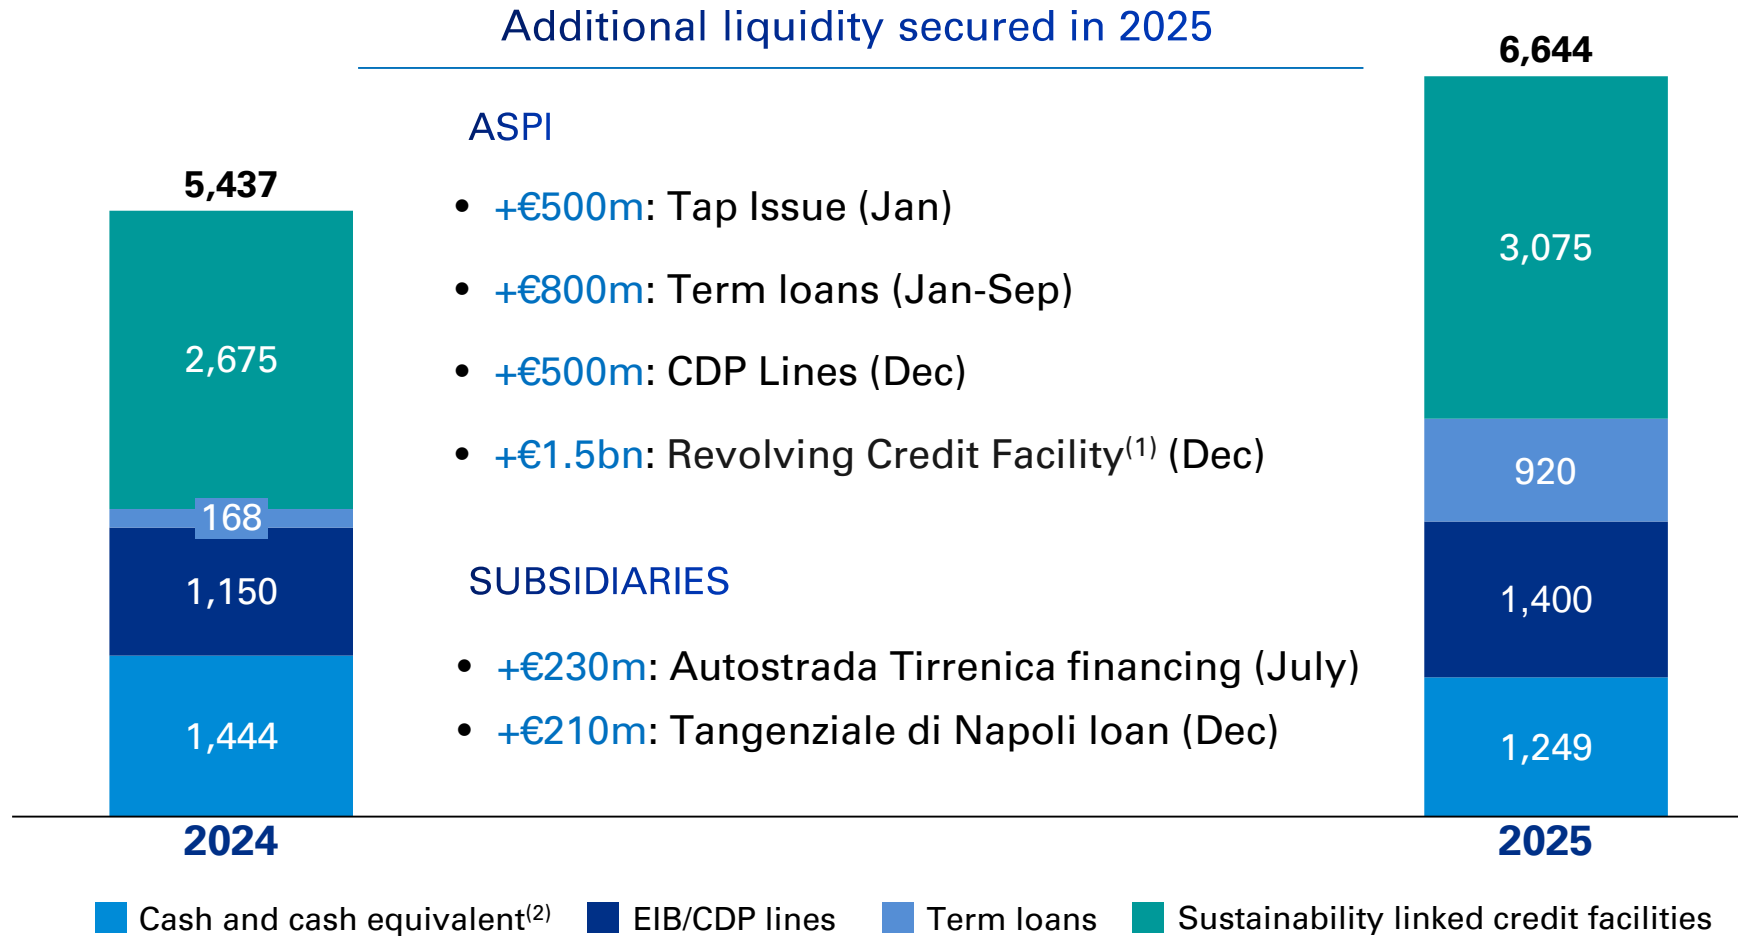 Additional liquidity secured in 2025
5,437
2,675
168
1,150
1,444
2024
ASPI
• +€500m: Tap Issue (Jan)
• +€800m: Term loans (Jan-Sep)
• +€500m: CDP Lines (Dec)
• +€1.5bn: Revolving Credit Facility(1) (Dec)
SUBSIDIARIES
• +€230m: Autostrada Tirrenica financing (July)
• +€210m: Tangenziale di Napoli loan (Dec)
6,644
3,075
920
1,400
1,249
2025
Cash and cash equivalent(2) EIB/CDP lines Term loans Sustainability linked credit facilities